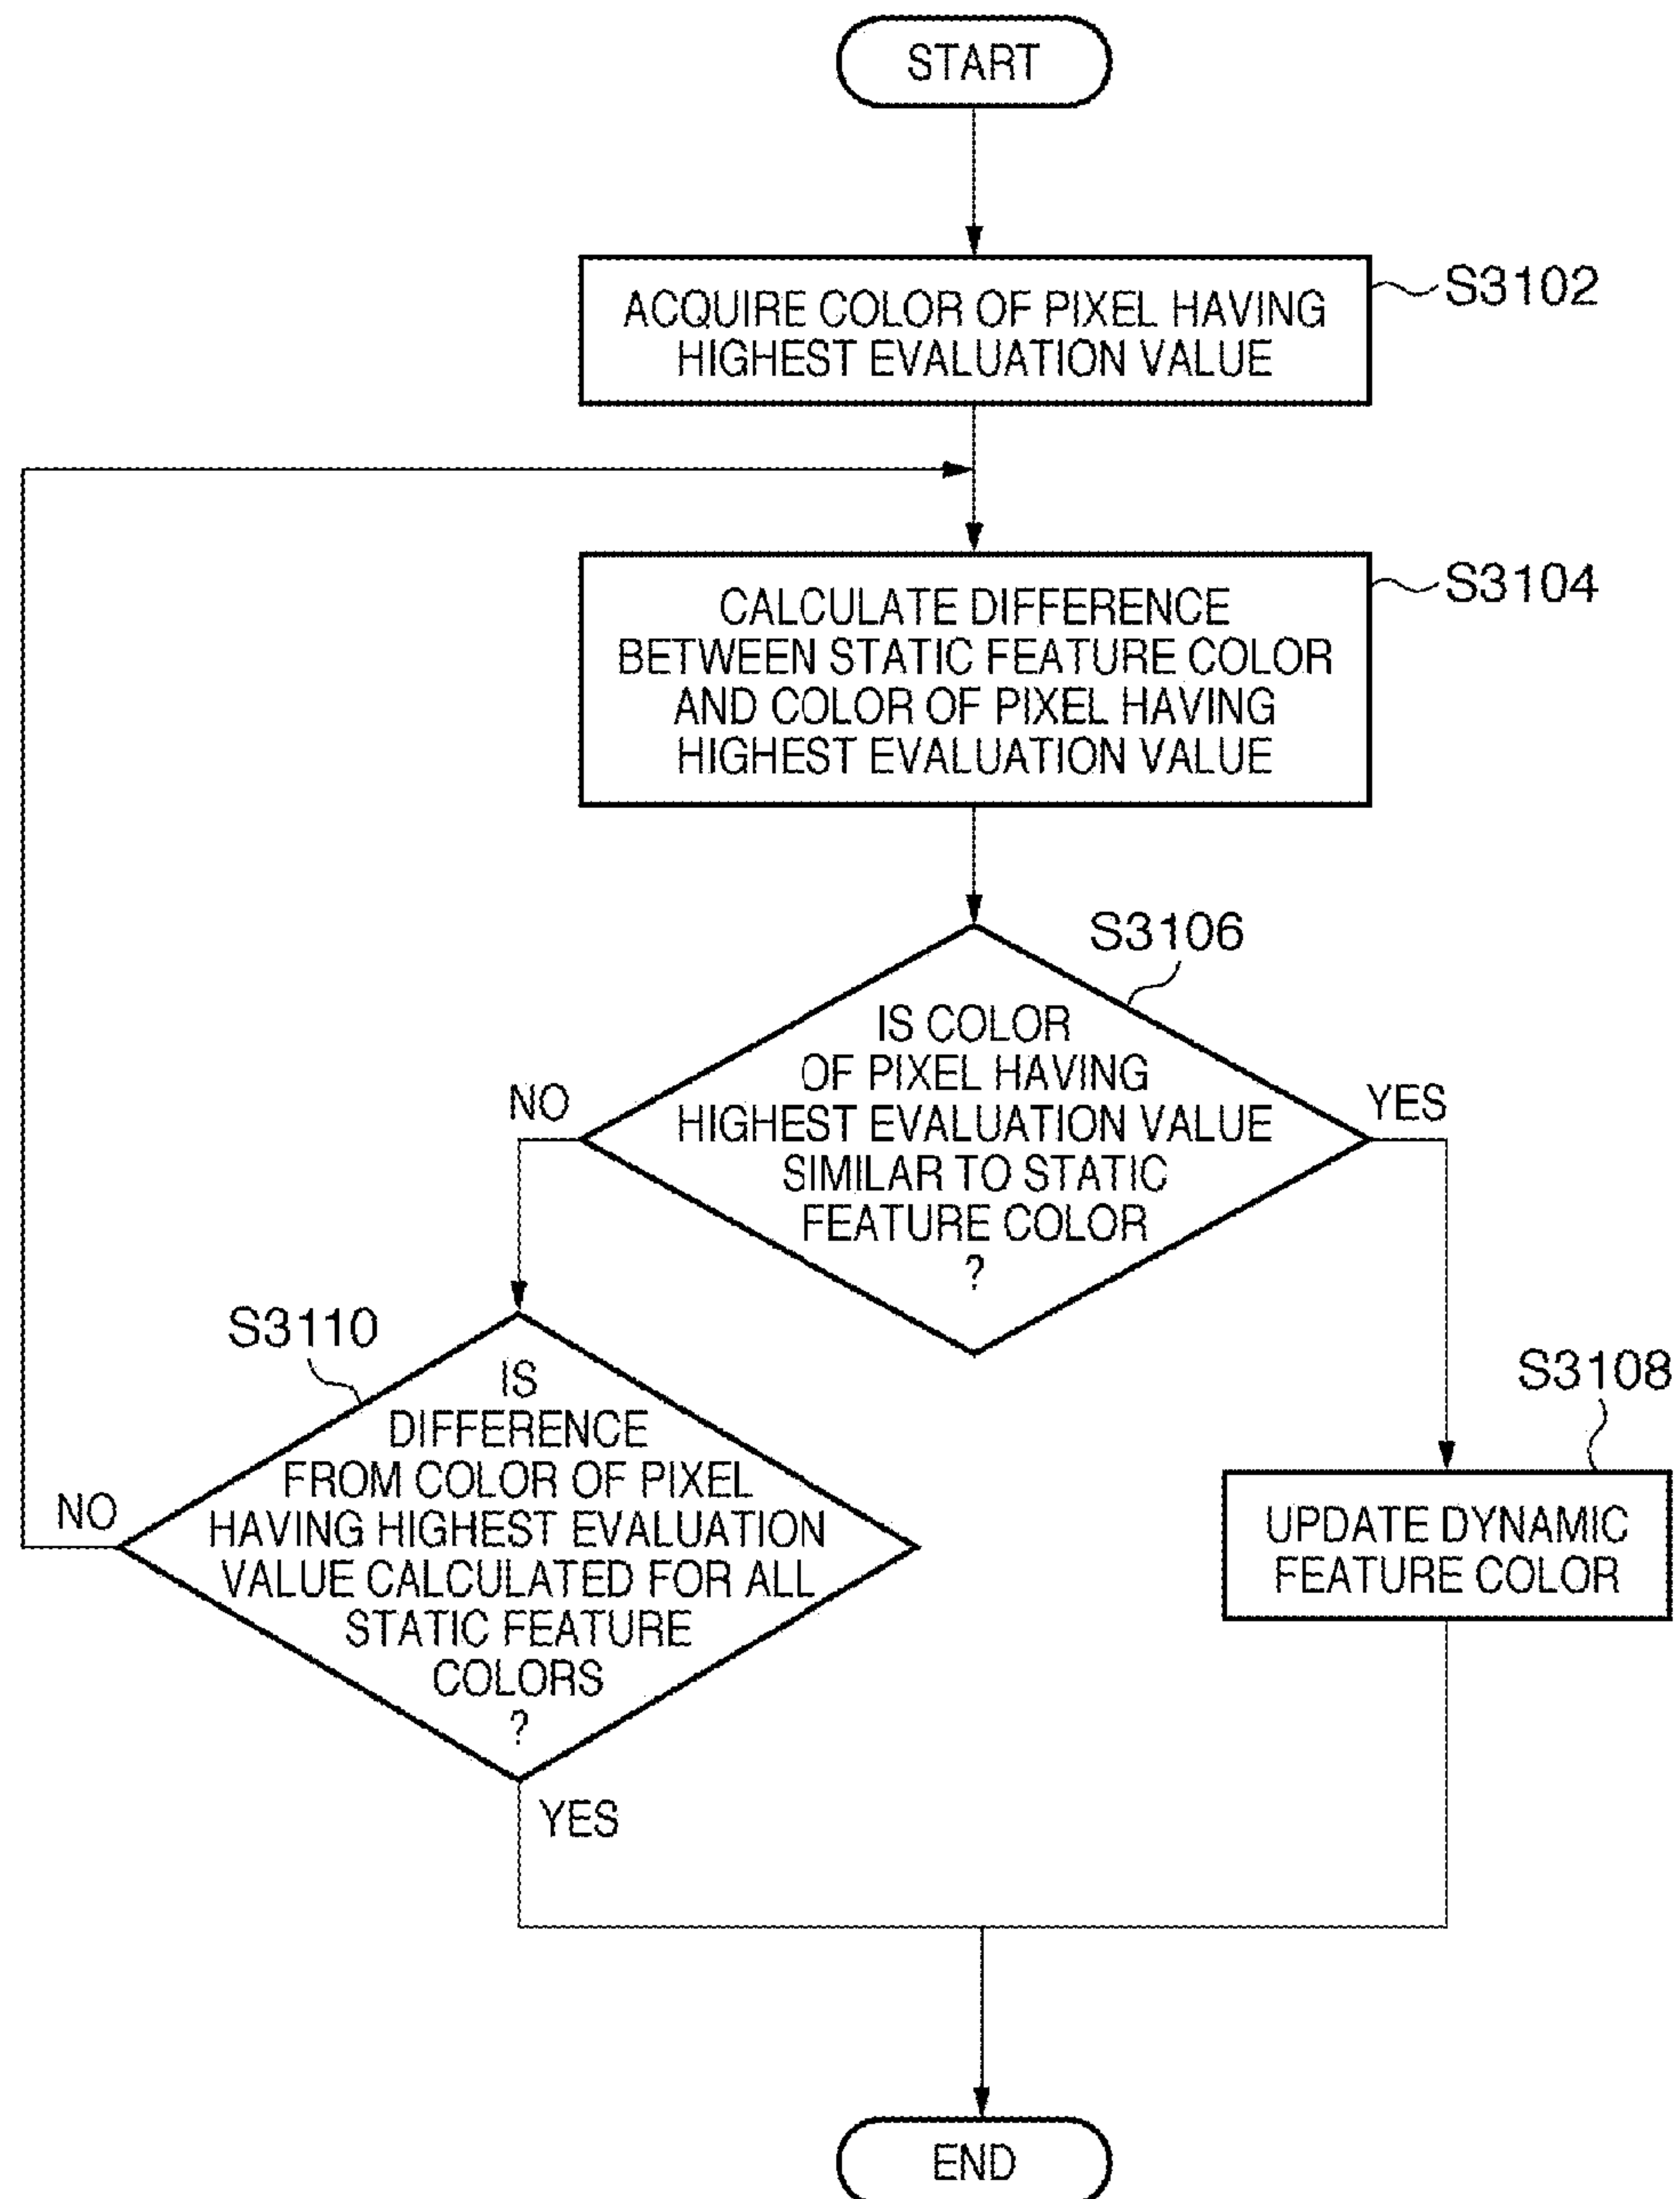 START
ACQUIRE COLOR OF PIXEL HAVING
HIGHEST EVALUATION VALUE
S3102
CALCULATE DIFFERENCE
BETWEEN STATIC FEATURE COLOR
AND COLOR OF PIXEL HAVING
HIGHEST EVALUATION VALUE
S3104
S3106
IS COLOR
OF PIXEL HAVING
HIGHEST EVALUATION VALUE
SIMILAR TO STATIC
FEATURE COLOR
?
NO
YES
S3110
IS
DIFFERENCE
FROM COLOR OF PIXEL
HAVING HIGHEST EVALUATION
VALUE CALCULATED FOR ALL
STATIC FEATURE
COLORS
?
NO
YES
S3108
UPDATE DYNAMIC
FEATURE COLOR
END